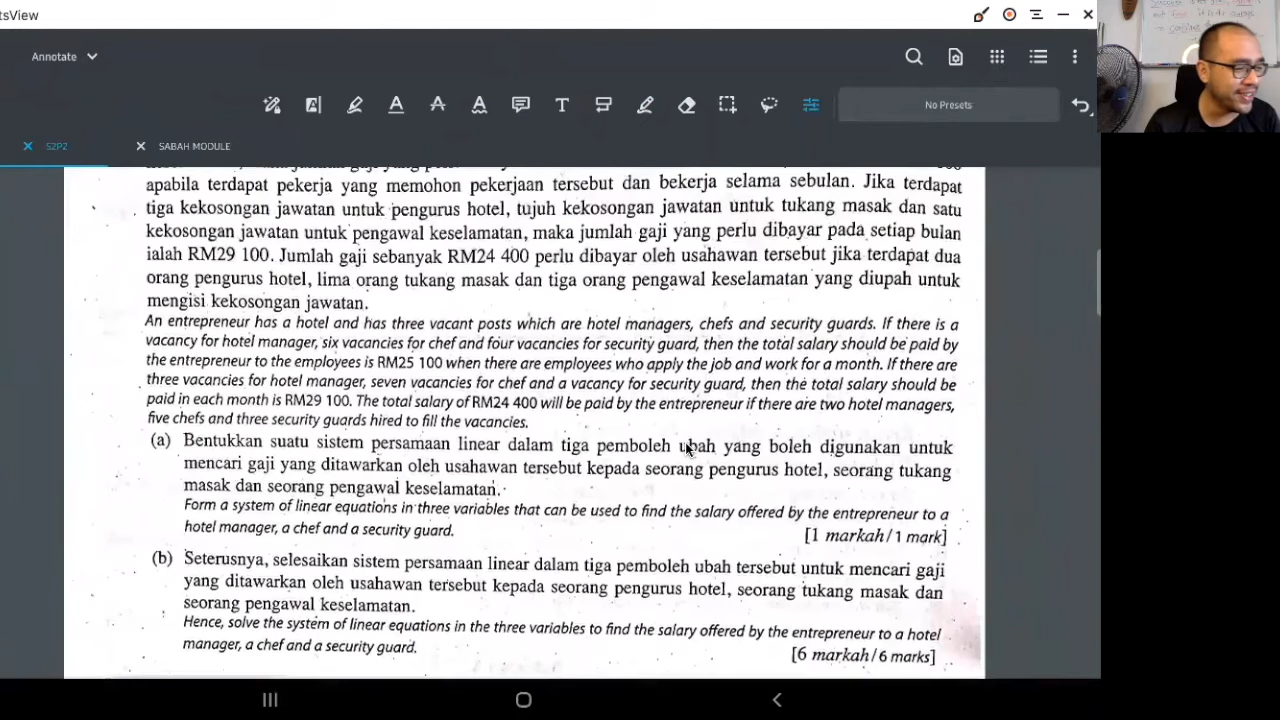 tsView
Annotate
No Presets
S2P2
SABAH MODULE
apabila terdapat pekerja yang memohon pekerjaan tersebut dan bekerja selama sebulan. Jika terdapat
tiga kekosongan jawatan untuk pengurus hotel, tujuh kekosongan jawatan untuk tukang masak dan satu
kekosongan jawatan untuk pengawal keselamatan, maka jumlah gaji yang perlu dibayar pada setiap bulan
ialah RM29 100. Jumlah gaji sebanyak RM24 400 perlu dibayar oleh usahawan tersebut jika terdapat dua
orang pengurus hotel, lima orang tukang masak dan tiga orang pengawal keselamatan yang diupah untuk
mengisi kekosongan jawatan.
An entrepreneur has a hotel and has three vacant posts which are hotel managers, chefs and security guards. If there is a
vacancy for hotel manager, six vacancies for chef and four vacancies for security guard, then the total salary should be paid by
the entrepreneur to the employees is RM25 100 when there are employees who apply the job and work for a month. If there are
three vacancies for hotel manager, seven vacancies for chef and a vacancy for security guard, then the total salary should be
paid in each month is RM29 100. The total salary of RM24 400 will be paid by the entrepreneur if there are two hotel managers,
five chefs and three security guards hired to fill the vacancies.
(a) Bentukkan suatu sistem persamaan linear dalam tiga pemboleh ubah yang boleh digunakan untuk
mencari gaji yang ditawarkan oleh usahawan tersebut kepada seorang pengurus hotel, seorang tukang
masak dan seorang pengawal keselamatan.
Form a system of linear equations in three variables that can be used to find the salary offered by the entrepreneur to a
hotel manager, a chef and a security guard.
[1 markah/1 mark]
(b) Seterusnya, selesaikan sistem persamaan linear dalam tiga pemboleh ubah tersebut untuk mencari gaji
yang ditawarkan oleh usahawan tersebut kepada seorang pengurus hotel, seorang tukang masak dan
seorang pengawal keselamatan.
Hence, solve the system of linear equations in the three variables to find the salary offered by the entrepreneur to a hotel
manager, a chef and a security guard.
[6 markah/6 marks]